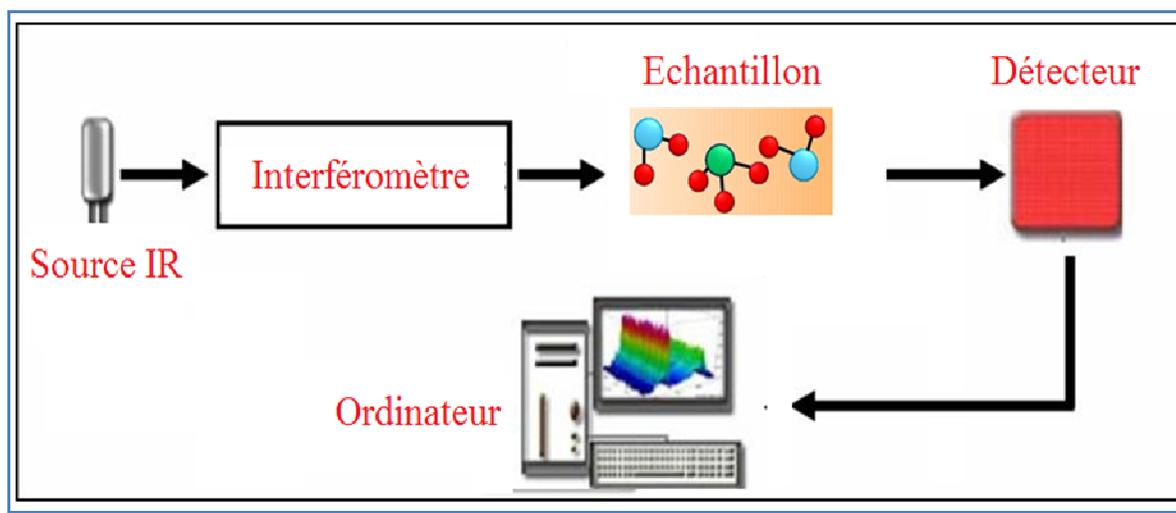 Echantillon
Détecteur
Interféromètre
Source IR
Ordinateur